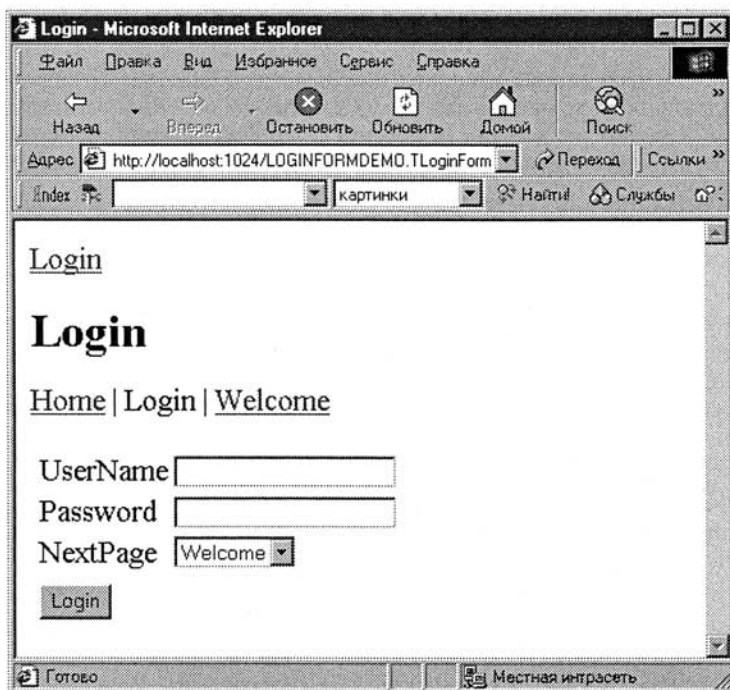 Login - Microsoft Internet Explorer
Файл Правка Вид Избранное Сервис Справка
Назад Вперед Остановить Обновить Домой Поиск »
Адрес http://localhost:1024/LOGINFORMDEMO.TLoginForm Переход Ссылки »
Яndex картинки Найти! Службы
Login
Login
Home | Login | Welcome
UserName
Password
NextPage Welcome
Login
Готово Местная интрасеть